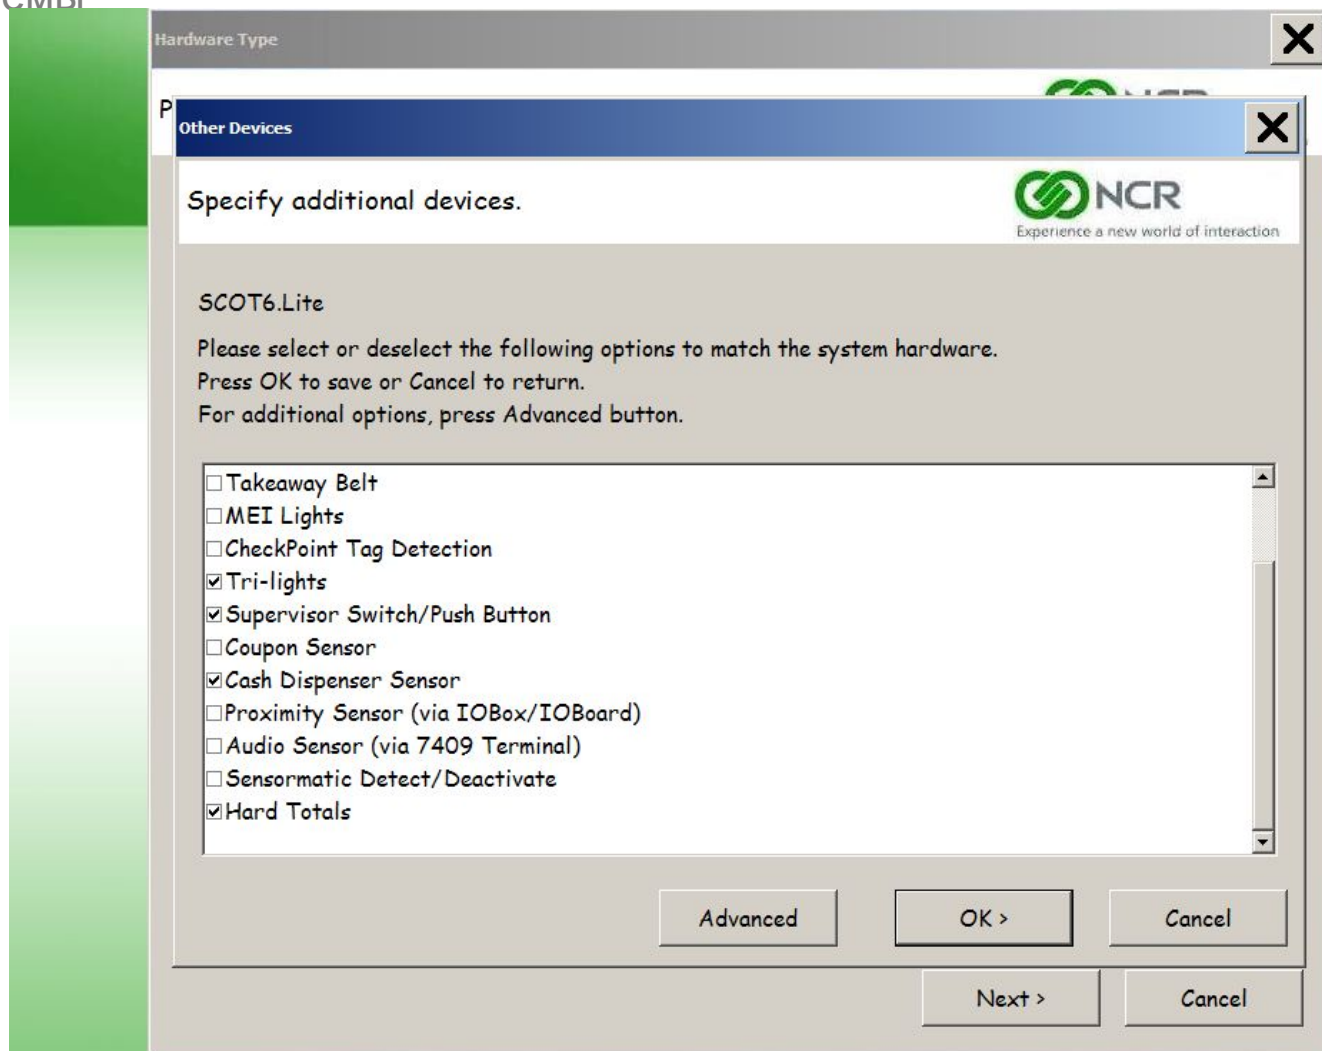 Hardware Type
P
Other Devices
Specify additional devices.
NCR
Experience a new world of interaction
SCOT6.Lite
Please select or deselect the following options to match the system hardware.
Press OK to save or Cancel to return.
For additional options, press Advanced button.
Takeaway Belt
MEI Lights
CheckPoint Tag Detection
Tri-lights
Supervisor Switch/Push Button
Coupon Sensor
Cash Dispenser Sensor
Proximity Sensor (via IOBox/IOBoard)
Audio Sensor (via 7409 Terminal)
Sensormatic Detect/Deactivate
Hard Totals
Advanced
OK >
Cancel
Next >
Cancel